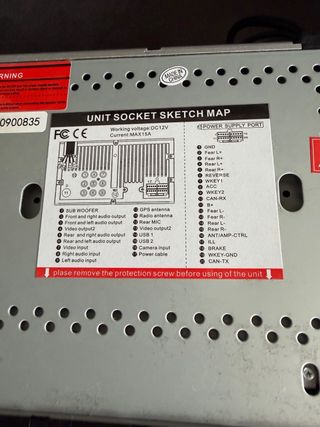 WARNING
MADE IN
CHINA
0900835
UNIT SOCKET SKETCH MAP
FC CE
Working voltage:DC12V
Current:MAX15A
POWER SUPPLY PORT
GND
Fear L+
Fear R+
Rear L+
Rear R+
REVERSE
WKEY1
ACC
WKEY2
CAN-RX
B+
Fear L-
Fear R-
Rear L-
Rear R-
ANT/AMP-CTRL
ILL
BRAKE
WKEY-GND
CAN-TX
SUB WOOFER
Front and right audio output
Front and left audio output
Video output2
Rear and right audio output
Rear and left audio output
Video input
Right audio input
Left audio input
GPS antenna
Radio antenna
Rear MIC
Video output2
USB 1
USB 2
Camera input
Power cable
please remove the protection screw before using of the unit